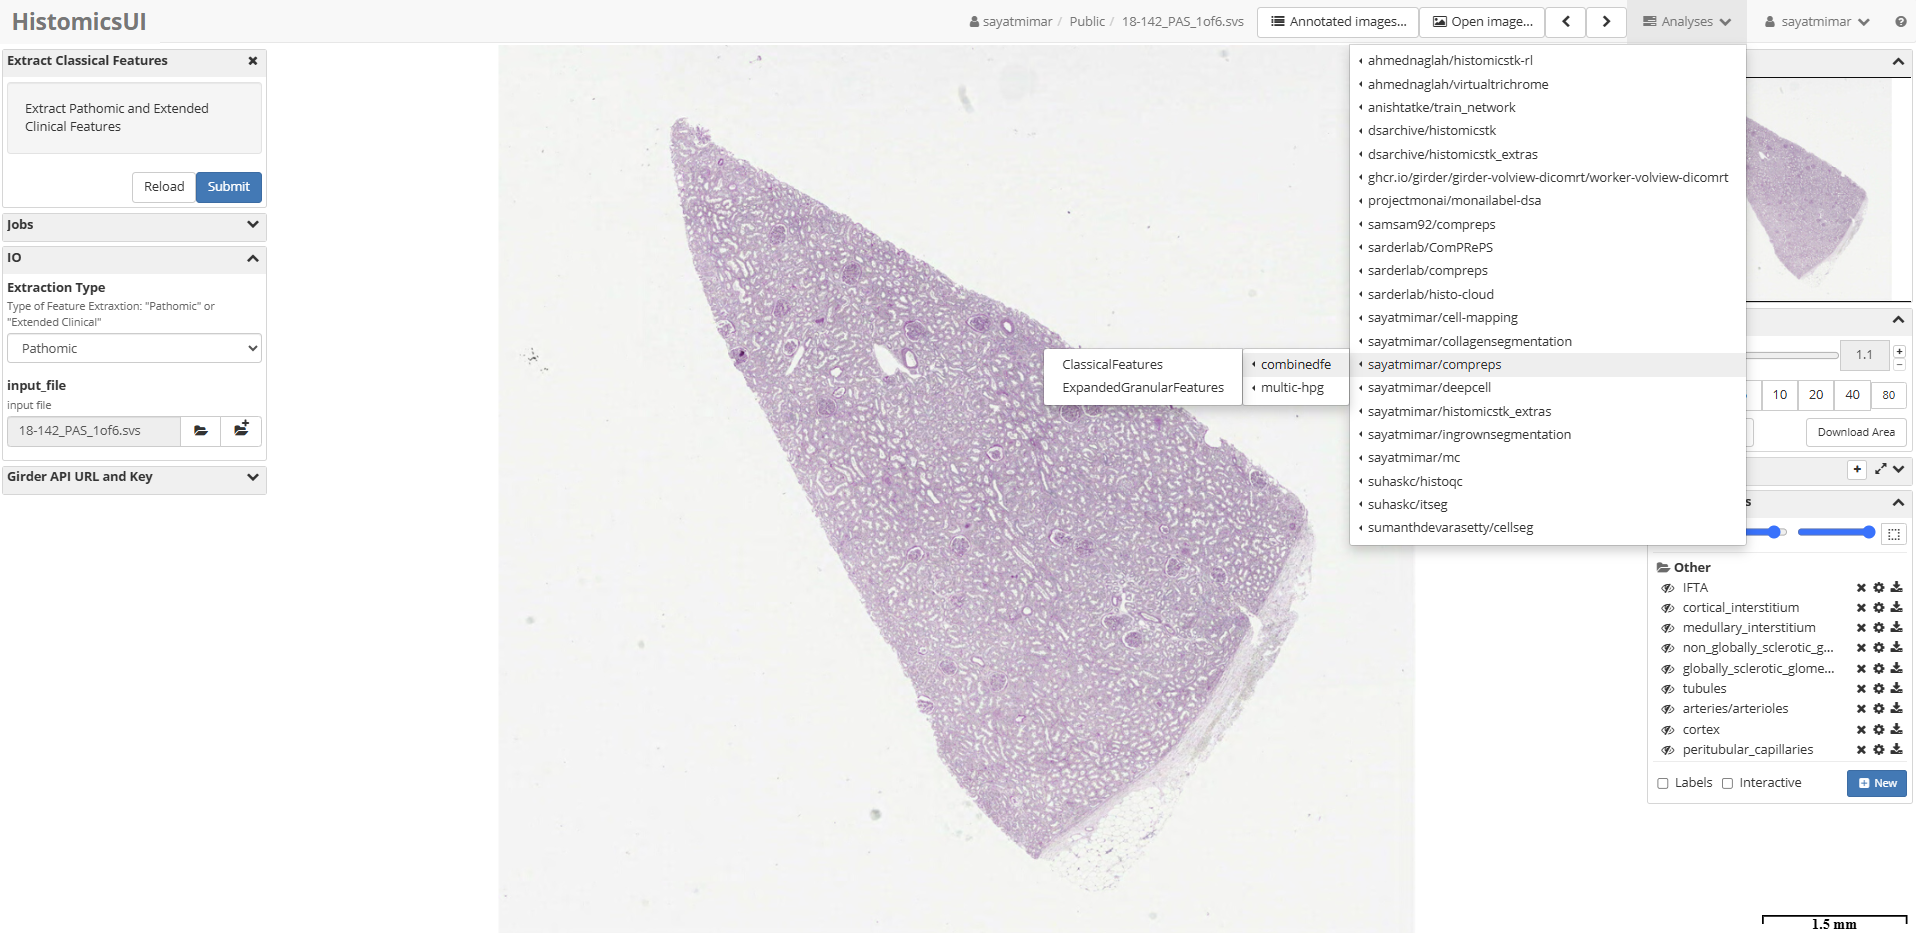 HistomicsUI
sayatmimar / Public / 18-142_PAS_1of6.svs
Annotated images...
Open image...
Analyses
sayatmimar
Extract Classical Features
Extract Pathomic and Extended
Clinical Features
Reload
Submit
Jobs
IO
Extraction Type
Type of Feature Extraxtion: "Pathomic" or
"Extended Clinical"
Pathomic
input_file
input file
18-142_PAS_1of6.svs
Girder API URL and Key
ClassicalFeatures
ExpandedGranularFeatures
combinedfe
multic-hpg
ahmednaglah/histomicstk-rl
ahmednaglah/virtualtrichrome
anishtatke/train_network
dsarchive/histomicstk
dsarchive/histomicstk_extras
ghcr.io/girder/girder-volview-dicomrt/worker-volview-dicomrt
projectmonai/monailabel-dsa
samsam92/compreps
sarderlab/ComPRePS
sarderlab/compreps
sarderlab/histo-cloud
sayatmimar/cell-mapping
sayatmimar/collagensegmentation
sayatmimar/compreps
sayatmimar/deepcell
sayatmimar/histomicstk_extras
sayatmimar/ingrownsegmentation
sayatmimar/mc
suhaskc/histoqc
suhaskc/itseg
sumanthdevarasetty/cellseg
1.1
10 20 40 80
Download Area
s
Other
IFTA
cortical_interstitium
medullary_interstitium
non_globally_sclerotic_g...
globally_sclerotic_glome...
tubules
arteries/arterioles
cortex
peritubular_capillaries
Labels
Interactive
New
1.5 mm